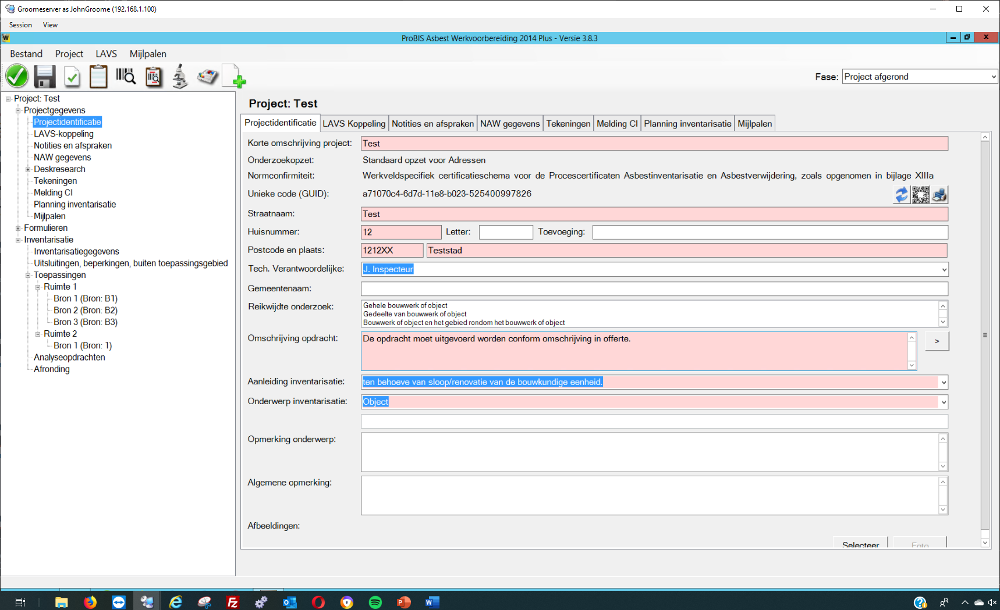 Groomeserver as JohnGroome (192.168.1.100)
Session View
ProBIS Asbest Werkvoorbereiding 2014 Plus - Versie 3.8.3
Bestand Project LAVS Mijlpalen
Fase: Project afgerond
Project: Test
Projectgegevens
Projectidentificatie
LAVS-koppeling
Notities en afspraken
NAW gegevens
Deskresearch
Tekeningen
Melding CI
Planning inventarisatie
Mijlpalen
Formulieren
Inventarisatie
Inventarisatiegegevens
Uitsluitingen, beperkingen, buiten toepassingsgebied
Toepassingen
Ruimte 1
Bron 1 (Bron: B1)
Bron 2 (Bron: B2)
Bron 3 (Bron: B3)
Ruimte 2
Bron 1 (Bron: 1)
Analyseopdrachten
Afronding
Project: Test
Projectidentificatie LAVS Koppeling Notities en afspraken NAW gegevens Tekeningen Melding CI Planning inventarisatie Mijlpalen
Korte omschrijving project: Test
Onderzoekopzet: Standaard opzet voor Adressen
Normconfirmiteit: Werkveldspecifiek certificatieschema voor de Procescertificaten Asbestinventarisatie en Asbestverwijdering, zoals opgenomen in bijlage XIIIa
Unieke code (GUID): a71070c4-6d7d-11e8-b023-525400997826
Straatnaam: Test
Huisnummer: 12 Letter: Toevoeging:
Postcode en plaats: 1212XX Teststad
Tech. Verantwoordelijke: J. Inspecteur
Gemeentenaam:
Reikwijdte onderzoek: Gehele bouwwerk of object
Gedeelte van bouwwerk of object
Bouwwerk of object en het gebied rondom het bouwwerk of object
Omschrijving opdracht: De opdracht moet uitgevoerd worden conform omschrijving in offerte.
>
Aanleiding inventarisatie: ten behoeve van sloop/renovatie van de bouwkundige eenheid.
Onderwerp inventarisatie: Object
Opmerking onderwerp:
Algemene opmerking:
Afbeeldingen:
Selecteer Foto